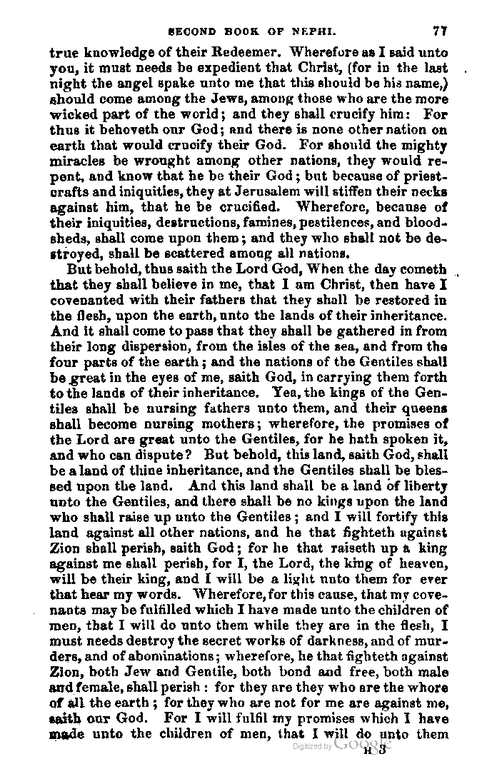 SECOND BOOK OF NEPHI. 77
true knowledge of their Redeemer. Wherefore as I said unto
you, it must needs be expedient that Christ, (for in the last
night the angel spake unto me that this should be his name,)
should come among the Jews, among those who are the more
wicked part of the world; and they shall crucify him: For
thus it behoveth our God; and there is none other nation on
earth that would crucify their God. For should the mighty
miracles be wrought among other nations, they would re-
pent, and know that he be their God; but because of priest-
crafts and iniquities, they at Jerusalem will stiffen their necks
against him, that he be crucified. Wherefore, because of
their iniquities, destructions, famines, pestilences, and blood-
sheds, shall come upon them; and they who shall not be de-
stroyed, shall be scattered among all nations.
But behold, thus saith the Lord God, When the day cometh
that they shall believe in me, that I am Christ, then have I
covenanted with their fathers that they shall be restored in
the flesh, upon the earth, unto the lands of their inheritance.
And it shall come to pass that they shall be gathered in from
their long dispersion, from the isles of the sea, and from the
four parts of the earth; and the nations of the Gentiles shall
be great in the eyes of me, saith God, in carrying them forth
to the lands of their inheritance. Yea, the kings of the Gen-
tiles shall be nursing fathers unto them, and their queens
shall become nursing mothers; wherefore, the promises of
the Lord are great unto the Gentiles, for he hath spoken it,
and who can dispute? But behold, this land, saith God, shall
be a land of thine inheritance, and the Gentiles shall be bles-
sed upon the land. And this land shall be a land of liberty
unto the Gentiles, and there shall be no kings upon the land
who shall raise up unto the Gentiles; and I will fortify this
land against all other nations, and he that fighteth against
Zion shall perish, saith God; for he that raiseth up a king
against me shall perish, for I, the Lord, the king of heaven,
will be their king, and I will be a light unto them for ever
that hear my words. Wherefore, for this cause, that my cove-
nants may be fulfilled which I have made unto the children of
men, that I will do unto them while they are in the flesh, I
must needs destroy the secret works of darkness, and of mur-
ders, and of abominations; wherefore, he that fighteth against
Zion, both Jew and Gentile, both bond and free, both male
and female, shall perish: for they are they who are the whore
of all the earth; for they who are not for me are against me,
saith our God. For I will fulfil my promises which I have
made unto the children of men, that I will do unto them
Digitized by Google
H 3